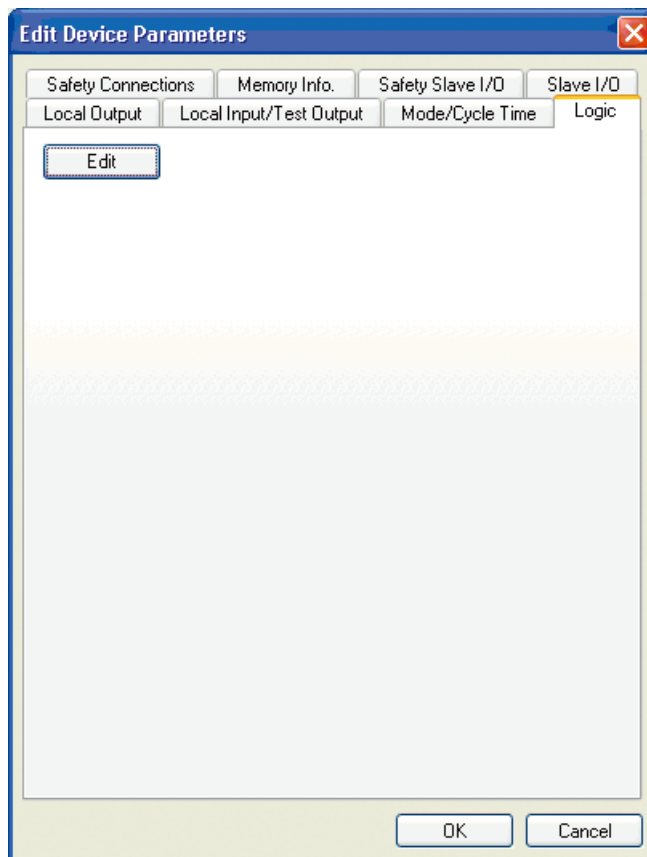 Edit Device Parameters
Safety Connections Memory Info. Safety Slave I/O Slave I/O
Local Output Local Input/Test Output Mode/Cycle Time Logic
Edit
OK Cancel